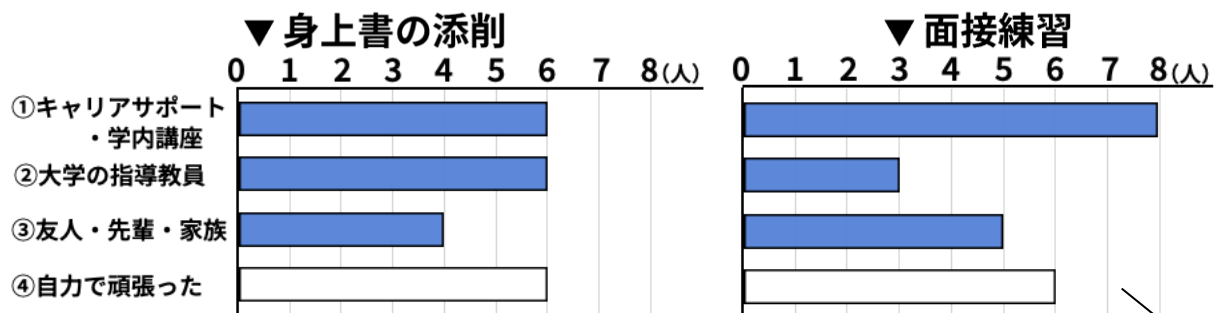 ▼身上書の添削
0 1 2 3 4 5 6 7 8(人)
▼面接練習
0 1 2 3 4 5 6 7 8(人)
①キャリアサポート
・学内講座
②大学の指導教員
③友人・先輩・家族
④自力で頑張った